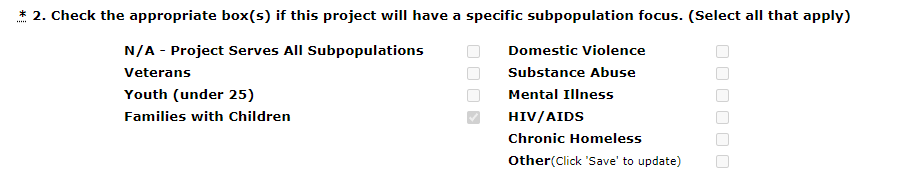 * 2. Check the appropriate box(s) if this project will have a specific subpopulation focus. (Select all that apply)
N/A - Project Serves All Subpopulations
Veterans
Youth (under 25)
Families with Children
Domestic Violence
Substance Abuse
Mental Illness
HIV/AIDS
Chronic Homeless
Other(Click 'Save' to update)